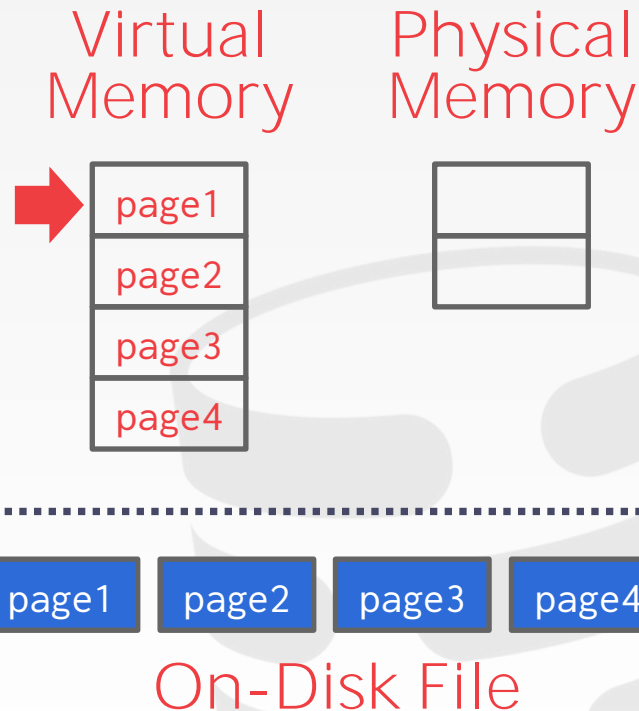 Virtual Memory
Physical Memory
page1
page2
page3
page4
page1 page2 page3 page4
On-Disk File